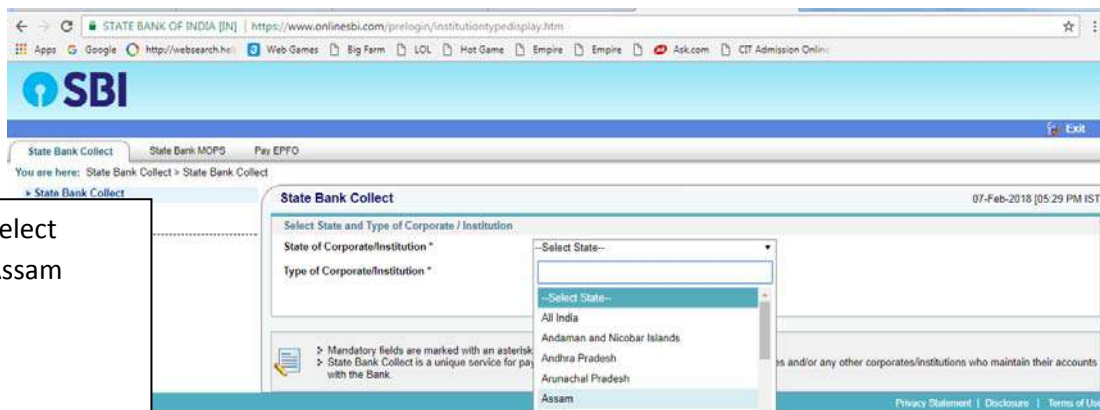 STATE BANK OF INDIA [IN] | https://www.onlinesbi.com/prelogin/institutiontypedisplay.htm
Apps Google http://websearch.hel Web Games Big Farm LOL Hot Game Empire Empire Ask.com CIT Admission Online
SBI
Exit
State Bank Collect State Bank MOPS Pay EPFO
You are here: State Bank Collect > State Bank Collect
State Bank Collect
elect
ssam
State Bank Collect 07-Feb-2018 [05:29 PM IST
Select State and Type of Corporate / Institution
State of Corporate/Institution * --Select State--
Type of Corporate/Institution *
--Select State--
All India
Andaman and Nicobar Islands
Andhra Pradesh
Arunachal Pradesh
Assam
Mandatory fields are marked with an asterisk
State Bank Collect is a unique service for pay es and/or any other corporates/institutions who maintain their accounts
with the Bank.
Privacy Statement | Disclosure | Terms of Use